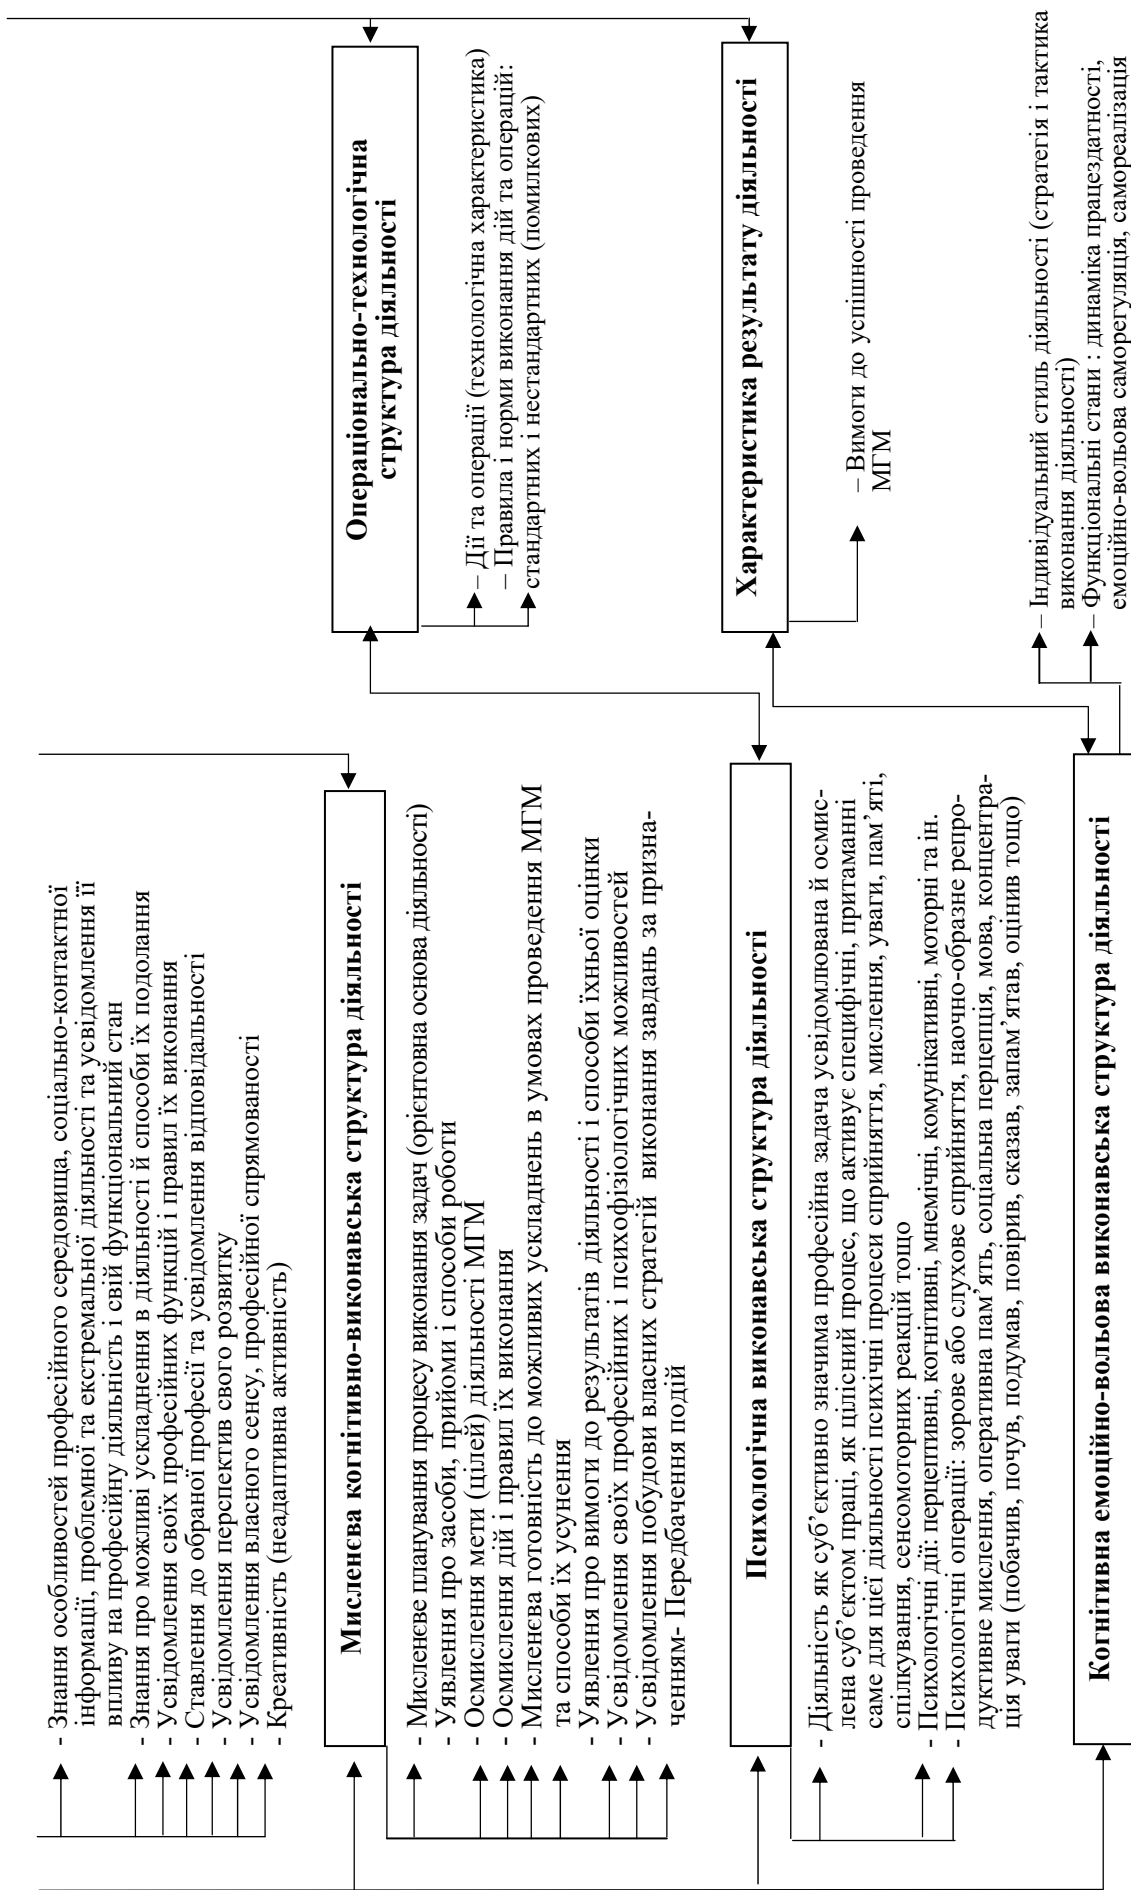 - Знання особливостей професійного середовища, соціально-контактної
інформації, проблемної та екстремальної діяльності та усвідомлення її
впливу на професійну діяльність і свій функціональний стан
- Знання про можливі ускладнення в діяльності й способи їх подолання
- Усвідомлення своїх професійних функцій і правил їх виконання
- Ставлення до обраної професії та усвідомлення відповідальності
- Усвідомлення перспектив свого розвитку
- Усвідомлення власного сенсу, професійної спрямованості
- Креативність (неадаптивна активність)
Мисленєва когнітивно-виконавська структура діяльності
- Мисленєве планування процесу виконання задач (орієнтовна основа діяльності)
- Уявлення про засоби, прийоми і способи роботи
- Осмислення мети (цілей) діяльності МГМ
- Осмислення дій і правил їх виконання
- Мисленєва готовність до можливих ускладнень в умовах проведення МГМ
та способи їх усунення
- Уявлення про вимоги до результатів діяльності і способи їхньої оцінки
- Усвідомлення своїх професійних і психофізіологічних можливостей
- Усвідомлення побудови власних стратегій виконання завдань за призна-
ченням- Передбачення подій
Психологічна виконавська структура діяльності
- Діяльність як суб’єктивно значима професійна задача усвідомлювана й осмис-
лена суб’єктом праці, як цілісний процес, що активує специфічні, притаманні
саме для цієї діяльності психічні процеси сприйняття, мислення, уваги, пам’яті,
спілкування, сенсомоторних реакцій тощо
- Психологічні дії: перцептивні, когнітивні, мнемічні, комунікативні, моторні та ін.
- Психологічні операції: зорове або слухове сприйняття, наочно-образне репро-
дуктивне мислення, оперативна пам’ять, соціальна перцепція, мова, концентра-
ція уваги (побачив, почув, подумав, повірив, сказав, запам’ятав, оцінив тощо)
Когнітивна емоційно-вольова виконавська структура діяльності
Операціонально-технологічна
структура діяльності
– Дії та операції (технологічна характеристика)
– Правила і норми виконання дій та операцій:
стандартних і нестандартних (помилкових)
Характеристика результату діяльності
– Вимоги до успішності проведення
МГМ
– Індивідуальний стиль діяльності (стратегія і тактика
виконання діяльності)
– Функціональні стани : динаміка працездатності,
емоційно-вольова саморегуляція, самореалізація